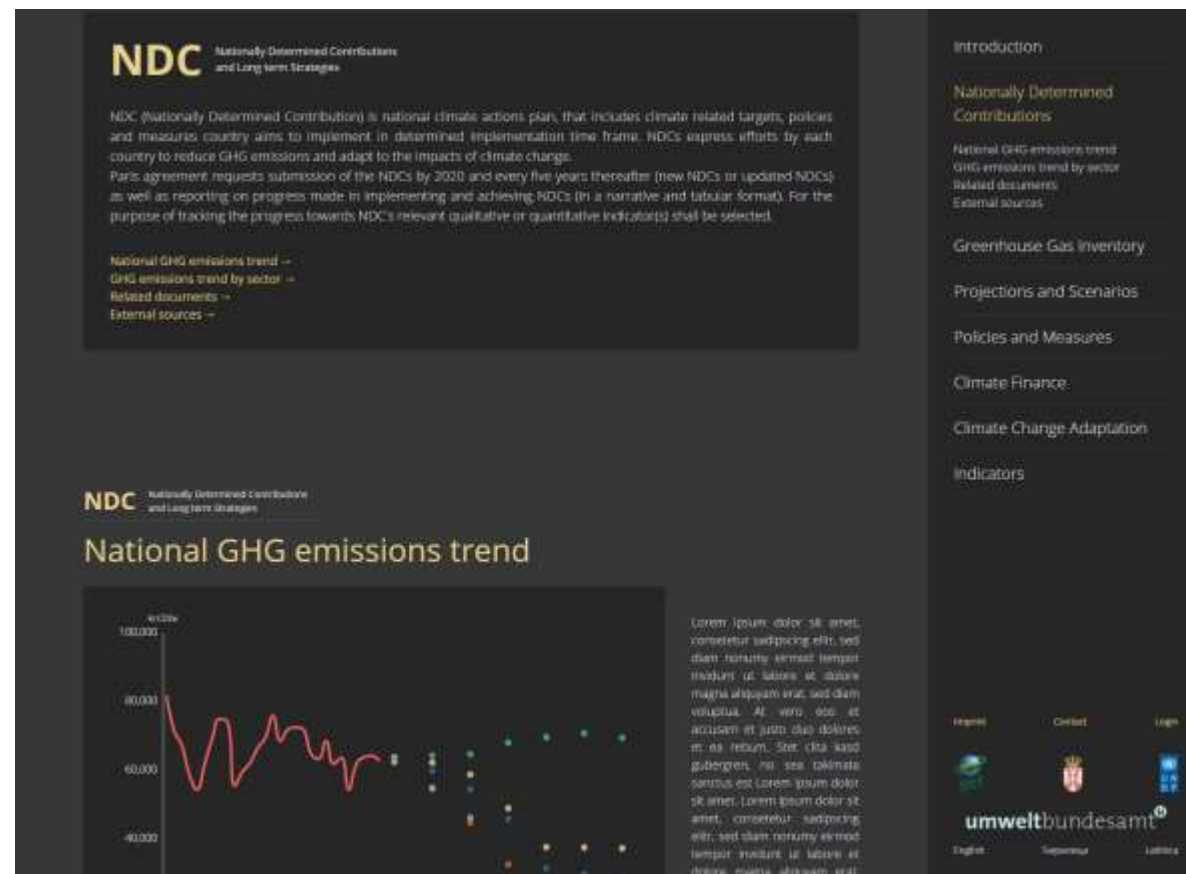 NDC
Nationally Determined Contributions
and Long term Strategies
NDC (Nationally Determined Contribution) is national climate actions plan, that includes climate related targets, policies
and measures country aims to implement in determined implementation time frame. NDCs express efforts by each
country to reduce GHG emissions and adapt to the impacts of climate change.
Paris agreement requests submission of the NDCs by 2020 and every five years thereafter (new NDCs or updated NDCs)
as well as reporting on progress made in implementing and achieving NDCs (in a narrative and tabular format). For the
purpose of tracking the progress towards NDC's relevant qualitative or quantitative indicator(s) shall be selected.
National GHG emissions trend →
GHG emissions trend by sector →
Related documents →
External sources →
NDC
Nationally Determined Contributions
and Long term Strategies
National GHG emissions trend
100,000
80,000
60,000
40,000
Lorem ipsum dolor sit amet,
consetetur sadipscing elitr, sed
diam nonumy eirmod tempor
invidunt ut labore et dolore
magna aliquyam erat, sed diam
voluptua. At vero eos et
accusam et justo duo dolores
et ea rebum. Stet clita kasd
gubergren, no sea takimata
sanctus est Lorem ipsum dolor
sit amet. Lorem ipsum dolor sit
amet, consetetur sadipscing
elitr, sed diam nonumy eirmod
tempor invidunt ut labore et
dolore magna aliquyam erat,
Introduction
Nationally Determined
Contributions
National GHG emissions trend
GHG emissions trend by sector
Related documents
External sources
Greenhouse Gas Inventory
Projections and Scenarios
Policies and Measures
Climate Finance
Climate Change Adaptation
Indicators
Imprint
Contact
Login
umweltbundesamt
English
Latinica